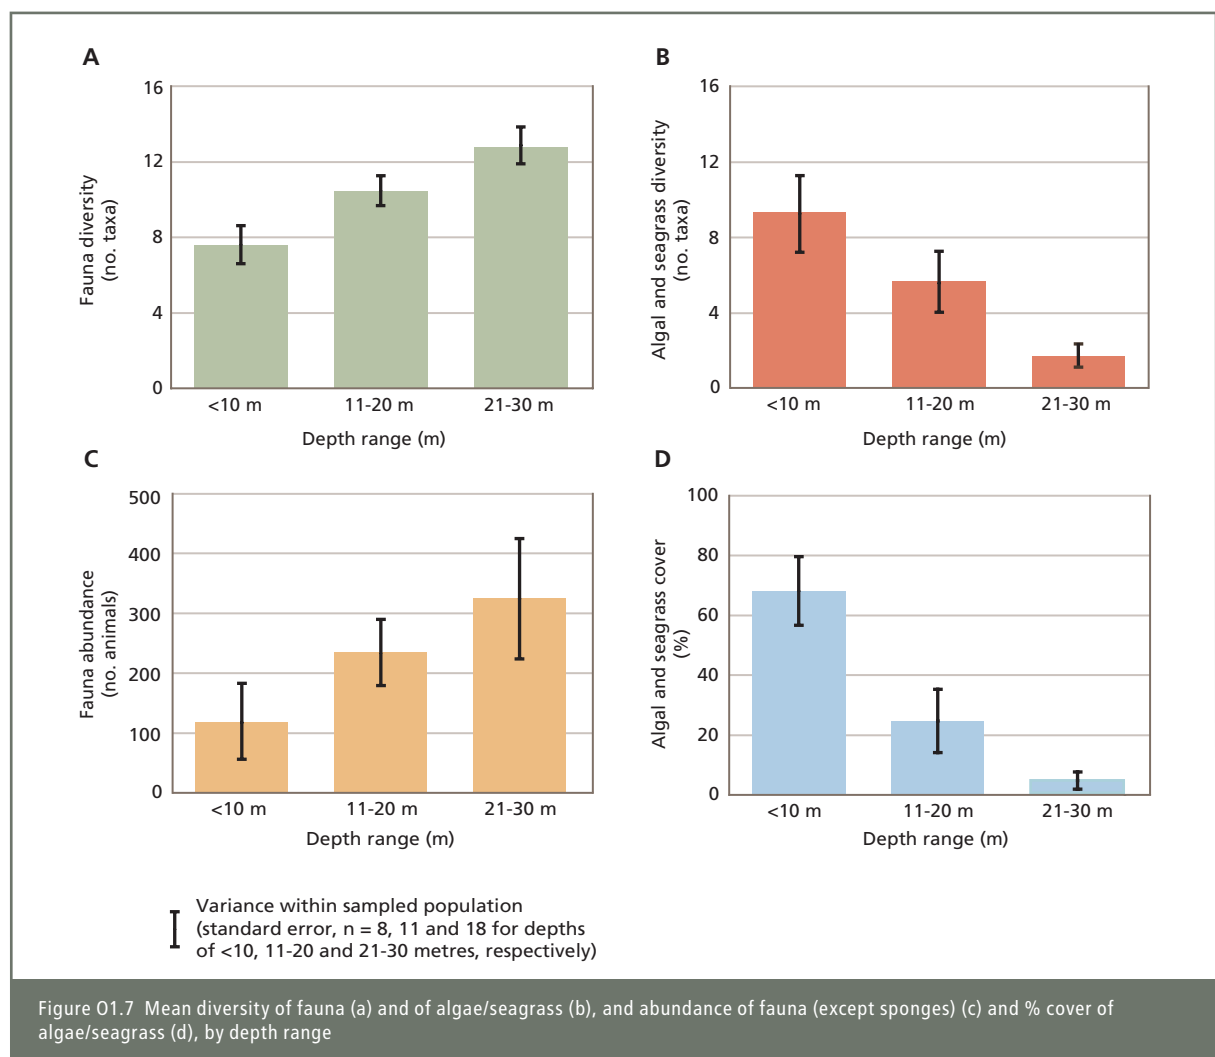 A
16
12
8
4
0
Fauna diversity
(no. taxa)
<10 m
11-20 m
21-30 m
Depth range (m)
B
16
12
8
4
0
Algal and seagrass diversity
(no. taxa)
<10 m
11-20 m
21-30 m
Depth range (m)
C
500
400
300
200
100
0
Fauna abundance
(no. animals)
<10 m
11-20 m
21-30 m
Depth range (m)
D
100
80
60
40
20
0
Algal and seagrass cover
(%)
<10 m
11-20 m
21-30 m
Depth range (m)
Variance within sampled population
(standard error, n = 8, 11 and 18 for depths
of <10, 11-20 and 21-30 metres, respectively)
Figure O1.7 Mean diversity of fauna (a) and of algae/seagrass (b), and abundance of fauna (except sponges) (c) and % cover of
algae/seagrass (d), by depth range